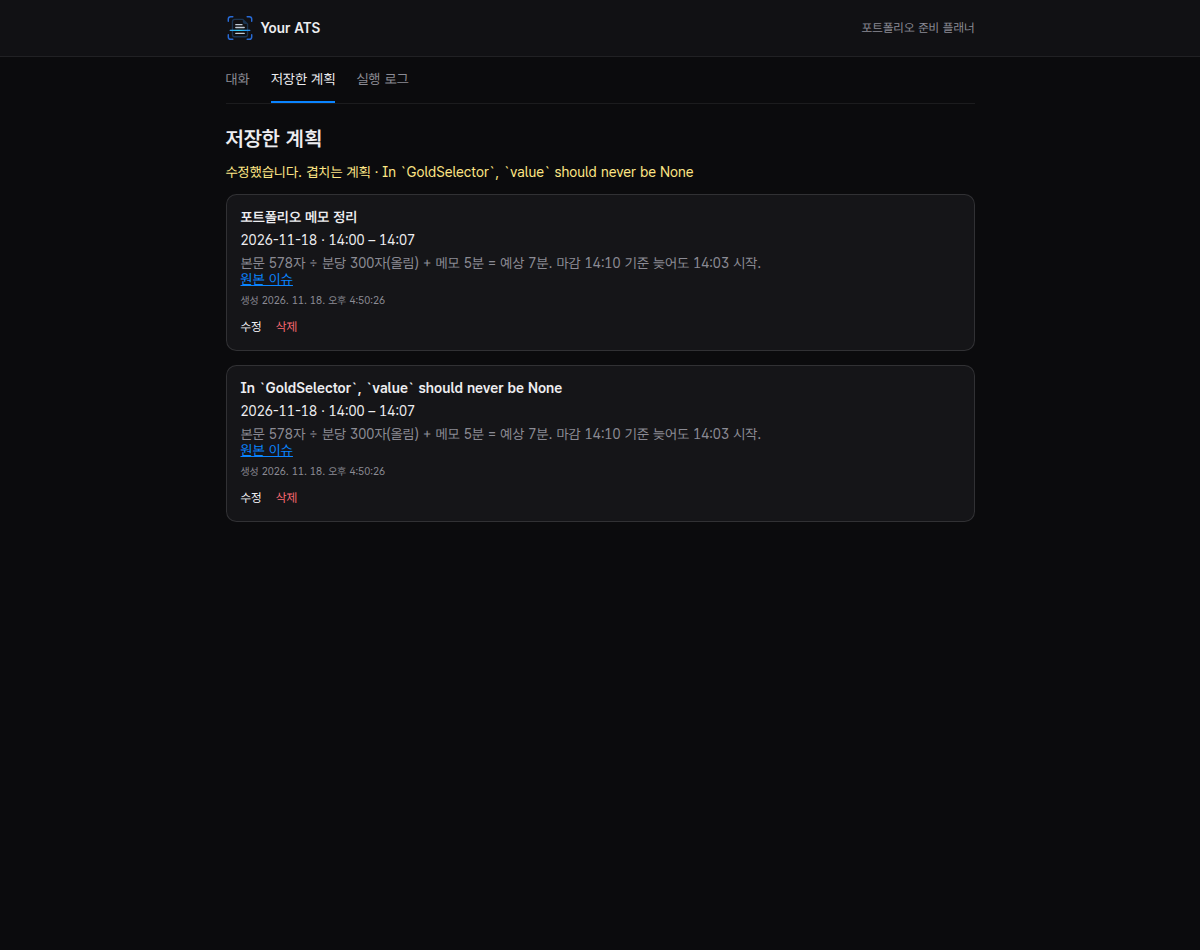 Your ATS
포트폴리오 준비 플래너
대화
저장한 계획
실행 로그
저장한 계획
수정했습니다. 겹치는 계획 · In `GoldSelector`, `value` should never be None
포트폴리오 메모 정리
2026-11-18 · 14:00 – 14:07
본문 578자 ÷ 분당 300자(올림) + 메모 5분 = 예상 7분. 마감 14:10 기준 늦어도 14:03 시작.
원본 이슈
생성 2026. 11. 18. 오후 4:50:26
수정 삭제
In `GoldSelector`, `value` should never be None
2026-11-18 · 14:00 – 14:07
본문 578자 ÷ 분당 300자(올림) + 메모 5분 = 예상 7분. 마감 14:10 기준 늦어도 14:03 시작.
원본 이슈
생성 2026. 11. 18. 오후 4:50:26
수정 삭제